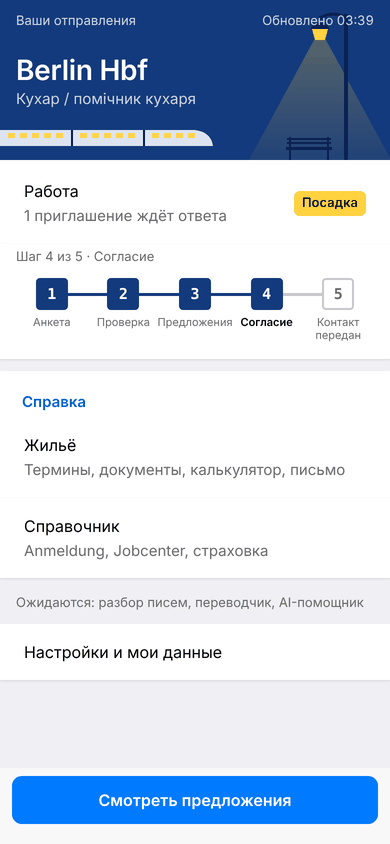 Ваши отправления
Обновлено 03:39
Berlin Hbf
Кухар / помічник кухаря
Работа
1 приглашение ждёт ответа
Посадка
Шаг 4 из 5 · Согласие
1 2 3 4 5
Анкета Проверка Предложения Согласие Контакт передан
Справка
Жильё
Термины, документы, калькулятор, письмо
Справочник
Anmeldung, Jobcenter, страховка
Ожидаются: разбор писем, переводчик, AI-помощник
Настройки и мои данные
Смотреть предложения